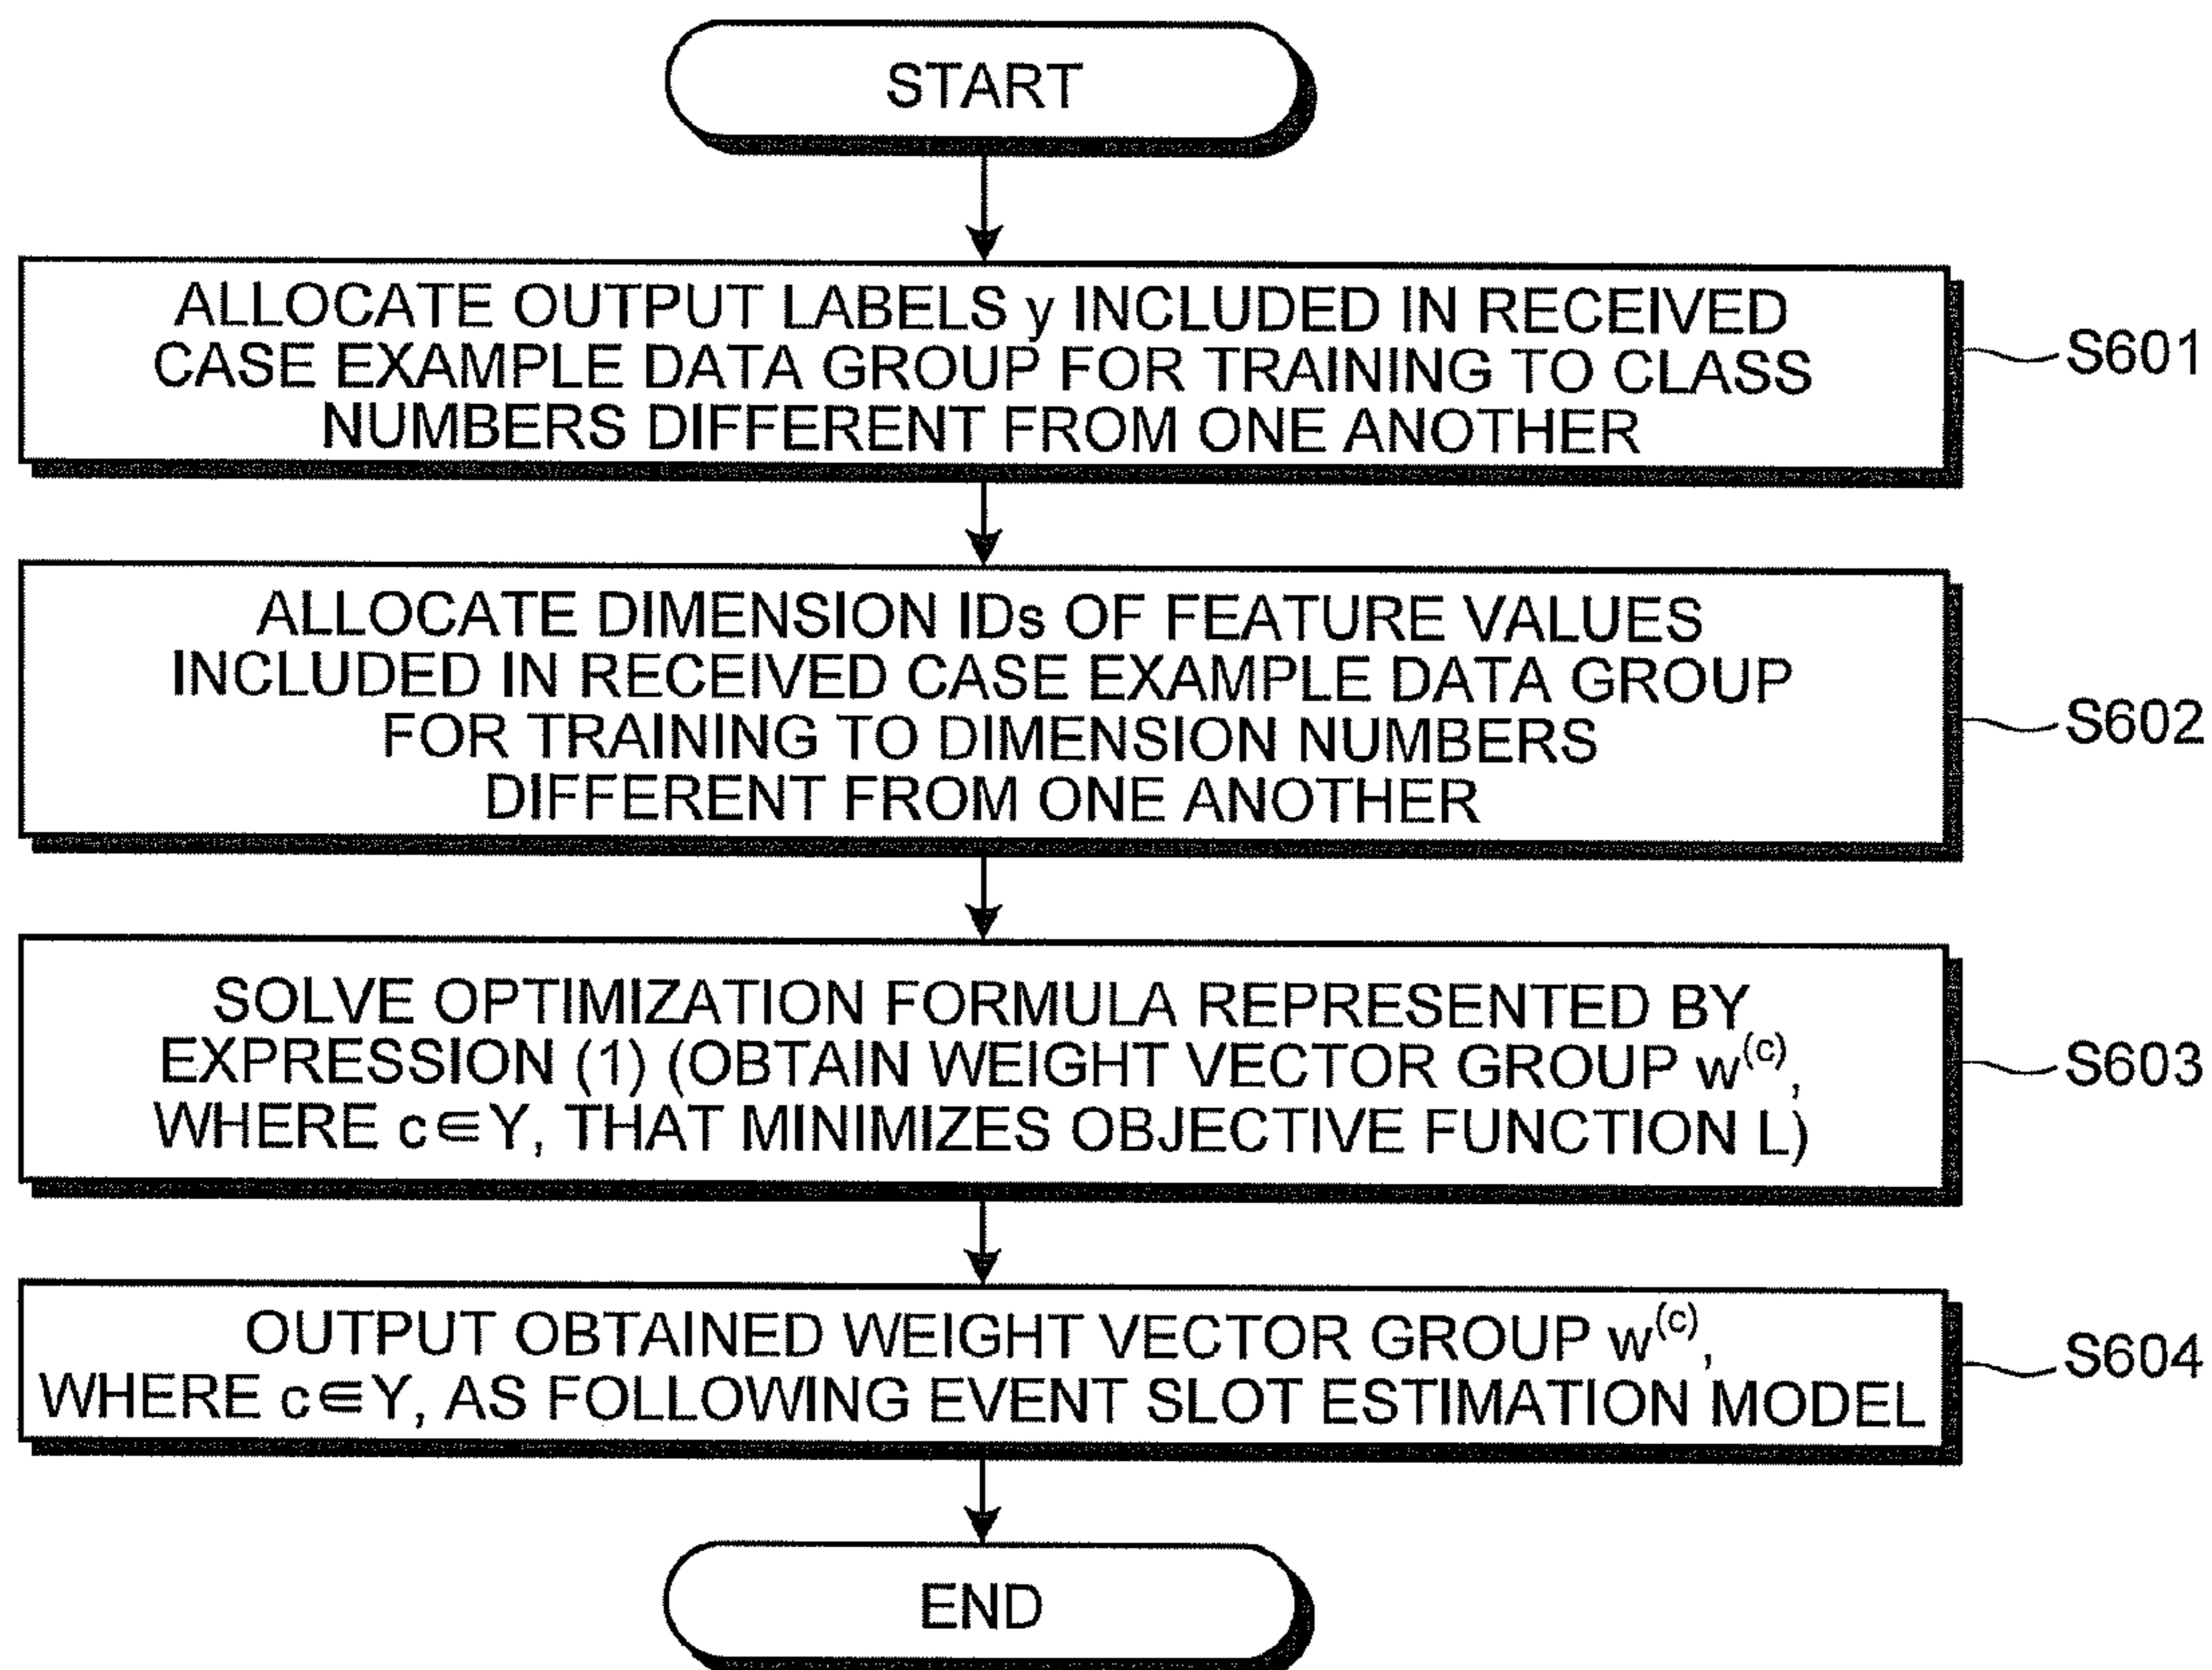 START
ALLOCATE OUTPUT LABELS y INCLUDED IN RECEIVED
CASE EXAMPLE DATA GROUP FOR TRAINING TO CLASS
NUMBERS DIFFERENT FROM ONE ANOTHER
S601
ALLOCATE DIMENSION IDs OF FEATURE VALUES
INCLUDED IN RECEIVED CASE EXAMPLE DATA GROUP
FOR TRAINING TO DIMENSION NUMBERS
DIFFERENT FROM ONE ANOTHER
S602
SOLVE OPTIMIZATION FORMULA REPRESENTED BY
EXPRESSION (1) (OBTAIN WEIGHT VECTOR GROUP w^(c),
WHERE c∈Y, THAT MINIMIZES OBJECTIVE FUNCTION L)
S603
OUTPUT OBTAINED WEIGHT VECTOR GROUP w^(c),
WHERE c∈Y, AS FOLLOWING EVENT SLOT ESTIMATION MODEL
S604
END